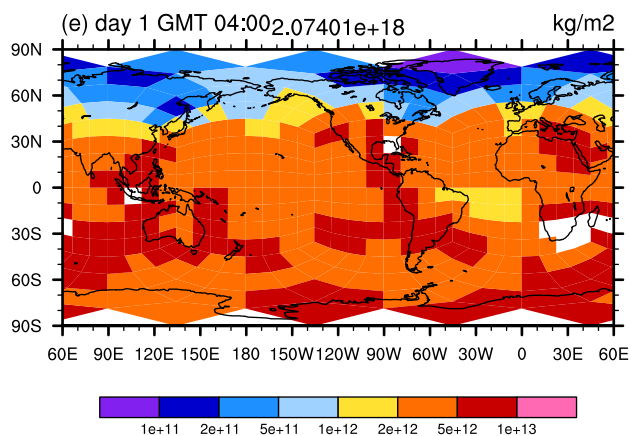 (e) day 1 GMT 04:00 2.07401e+18 kg/m2
90N
60N
30N
0
30S
60S
90S
60E 90E 120E 150E 180 150W 120W 90W 60W 30W 0 30E 60E
1e+11 2e+11 5e+11 1e+12 2e+12 5e+12 1e+13